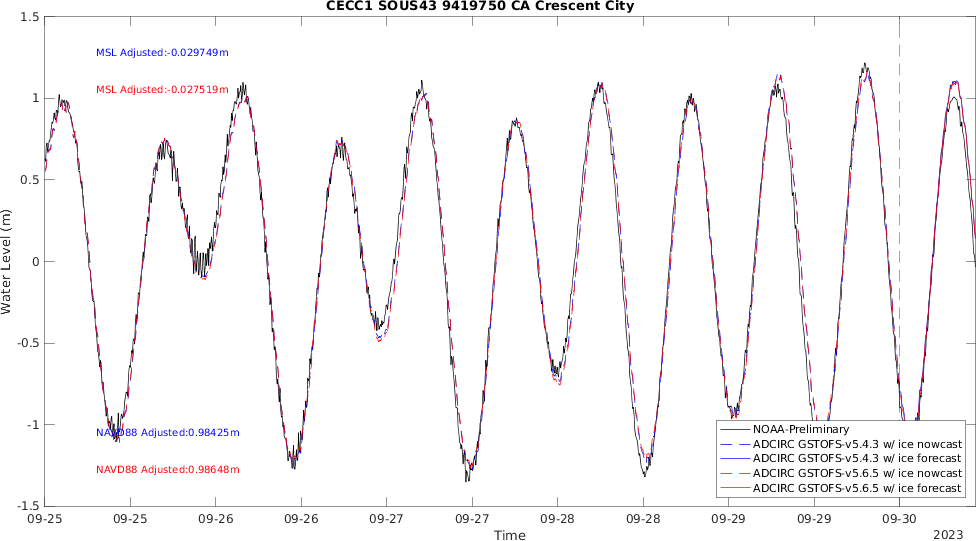 CECC1 SOUS43 9419750 CA Crescent City
1.5
1
0.5
0
-0.5
-1
-1.5
Water Level (m)
MSL Adjusted:-0.029749m
MSL Adjusted:-0.027519m
NAVD88 Adjusted:0.98425m
NAVD88 Adjusted:0.98648m
NOAA-Preliminary
ADCIRC GSTOFS-v5.4.3 w/ ice nowcast
ADCIRC GSTOFS-v5.4.3 w/ ice forecast
ADCIRC GSTOFS-v5.6.5 w/ ice nowcast
ADCIRC GSTOFS-v5.6.5 w/ ice forecast
09-25 09-25 09-26 09-26 09-27 09-27 09-28 09-28 09-29 09-29 09-30
Time
2023